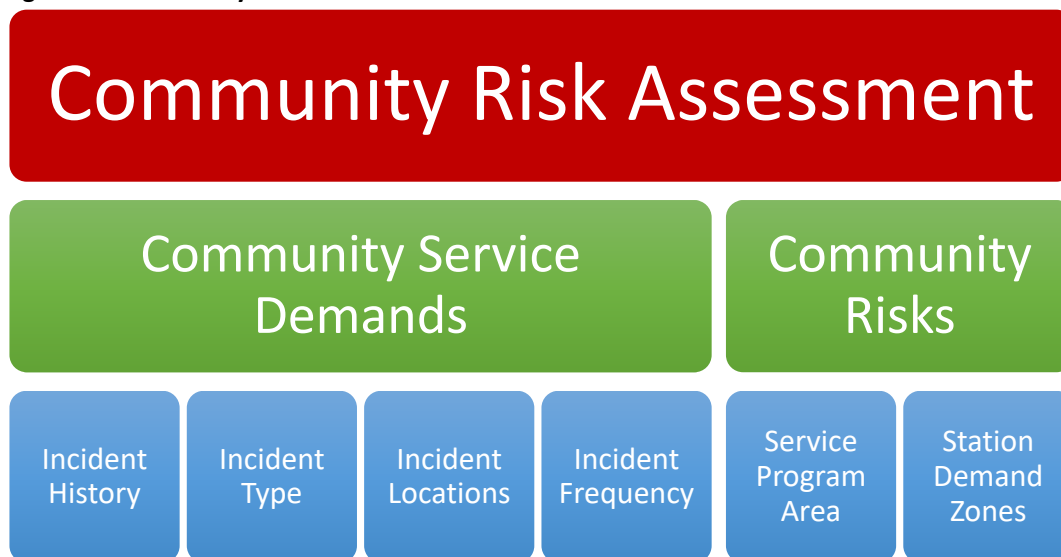 Community Risk Assessment
Community Service
Demands
Community
Risks
Incident
History
Incident
Type
Incident
Locations
Incident
Frequency
Service
Program
Area
Station
Demand
Zones